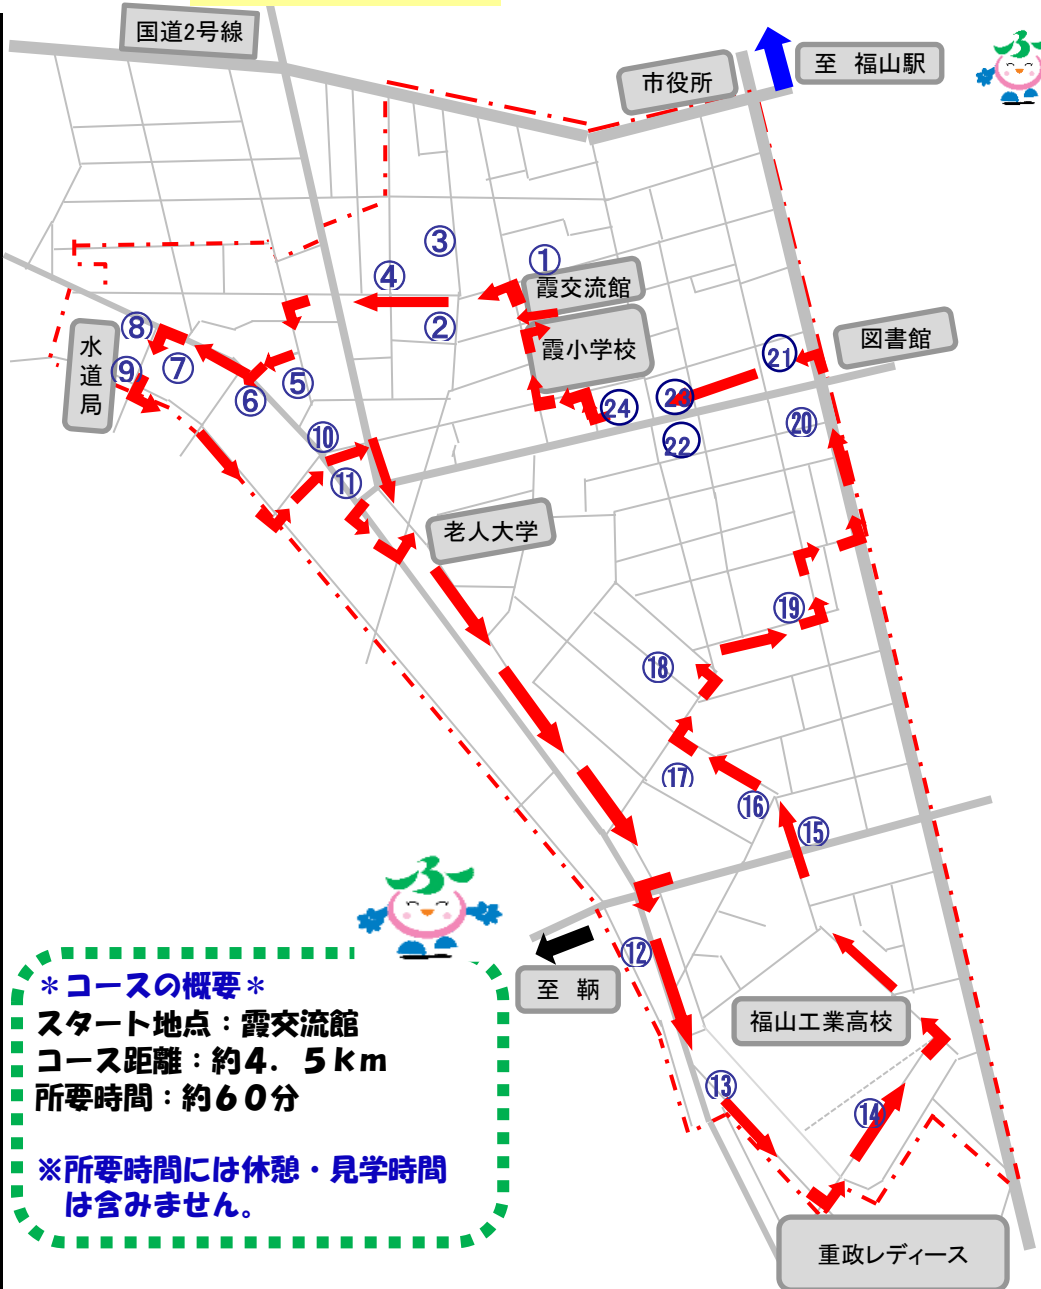 国道2号線
市役所
至 福山駅
ふ
③
①
④
霞交流館
②
⑧
水道局
⑦
⑨
⑤
⑥
霞小学校
図書館
㉑
㉓
㉔
㉒
⑳
⑩
⑪
老人大学
⑲
⑱
⑰
⑯
⑮
ふ
⑫
至 鞆
福山工業高校
⑬
⑭
重政レディース
＊コースの概要＊
スタート地点：霞交流館
コース距離：約4．5km
所要時間：約60分
※所要時間には休憩・見学時間
は含みません。